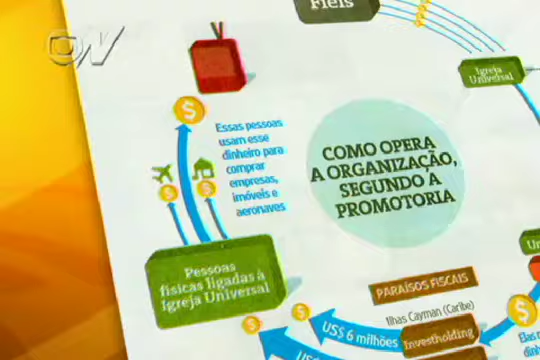 Fiéis
Igreja
Universal
Essas pessoas
usam esse
dinheiro para
comprar
empresas,
imóveis e
aeronaves
COMO OPERA
A ORGANIZAÇÃO,
SEGUNDO A
PROMOTORIA
Pessoas
físicas ligadas à
Igreja Universal
PARAÍSOS FISCAIS
Ilhas Cayman (Caribe)
US$ 6 milhões
Investholding